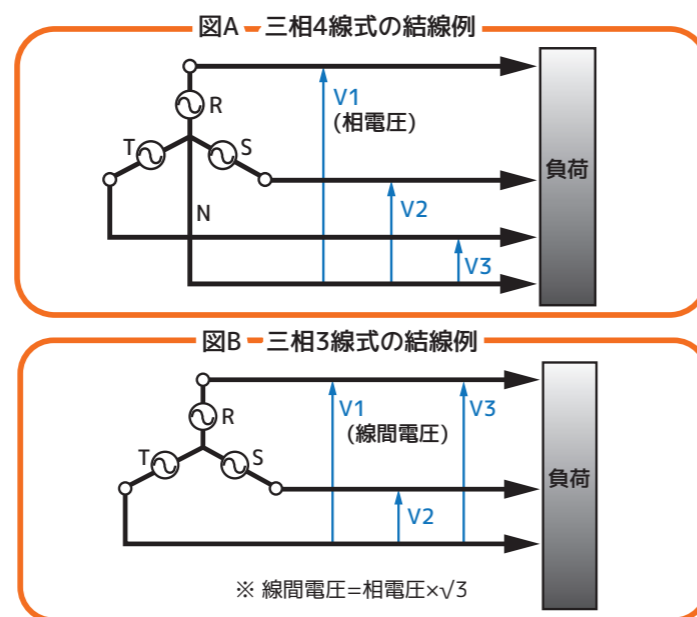 図A 三相4線式の結線例
R
V1
(相電圧)
T
S
負荷
N
V2
V3
図B 三相3線式の結線例
R
V1
V3
(線間電圧)
T
S
負荷
V2
※ 線間電圧=相電圧×√3